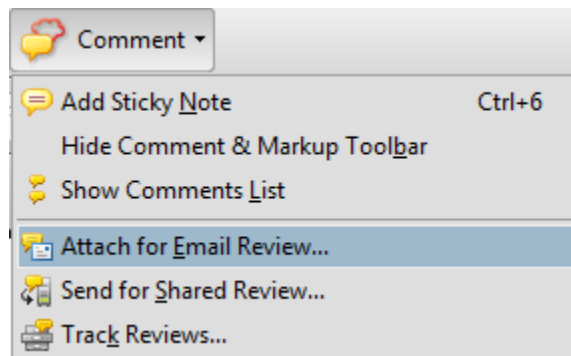 Comment
Add Sticky Note Ctrl+6
Hide Comment & Markup Toolbar
Show Comments List
Attach for Email Review...
Send for Shared Review...
Track Reviews...